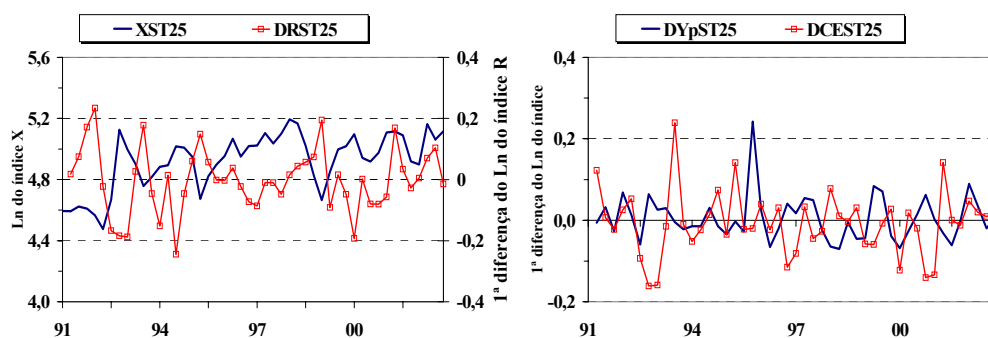 XST25 DRST25
5,6
5,2
4,8
4,4
4,0
Ln do índice X
0,4
0,2
0
-0,2
-0,4
1ª diferença do Ln do índice R
91 94 97 00
DYpST25 DCEST25
0,4
0,2
0,0
-0,2
1ª diferença do Ln do índice
91 94 97 00